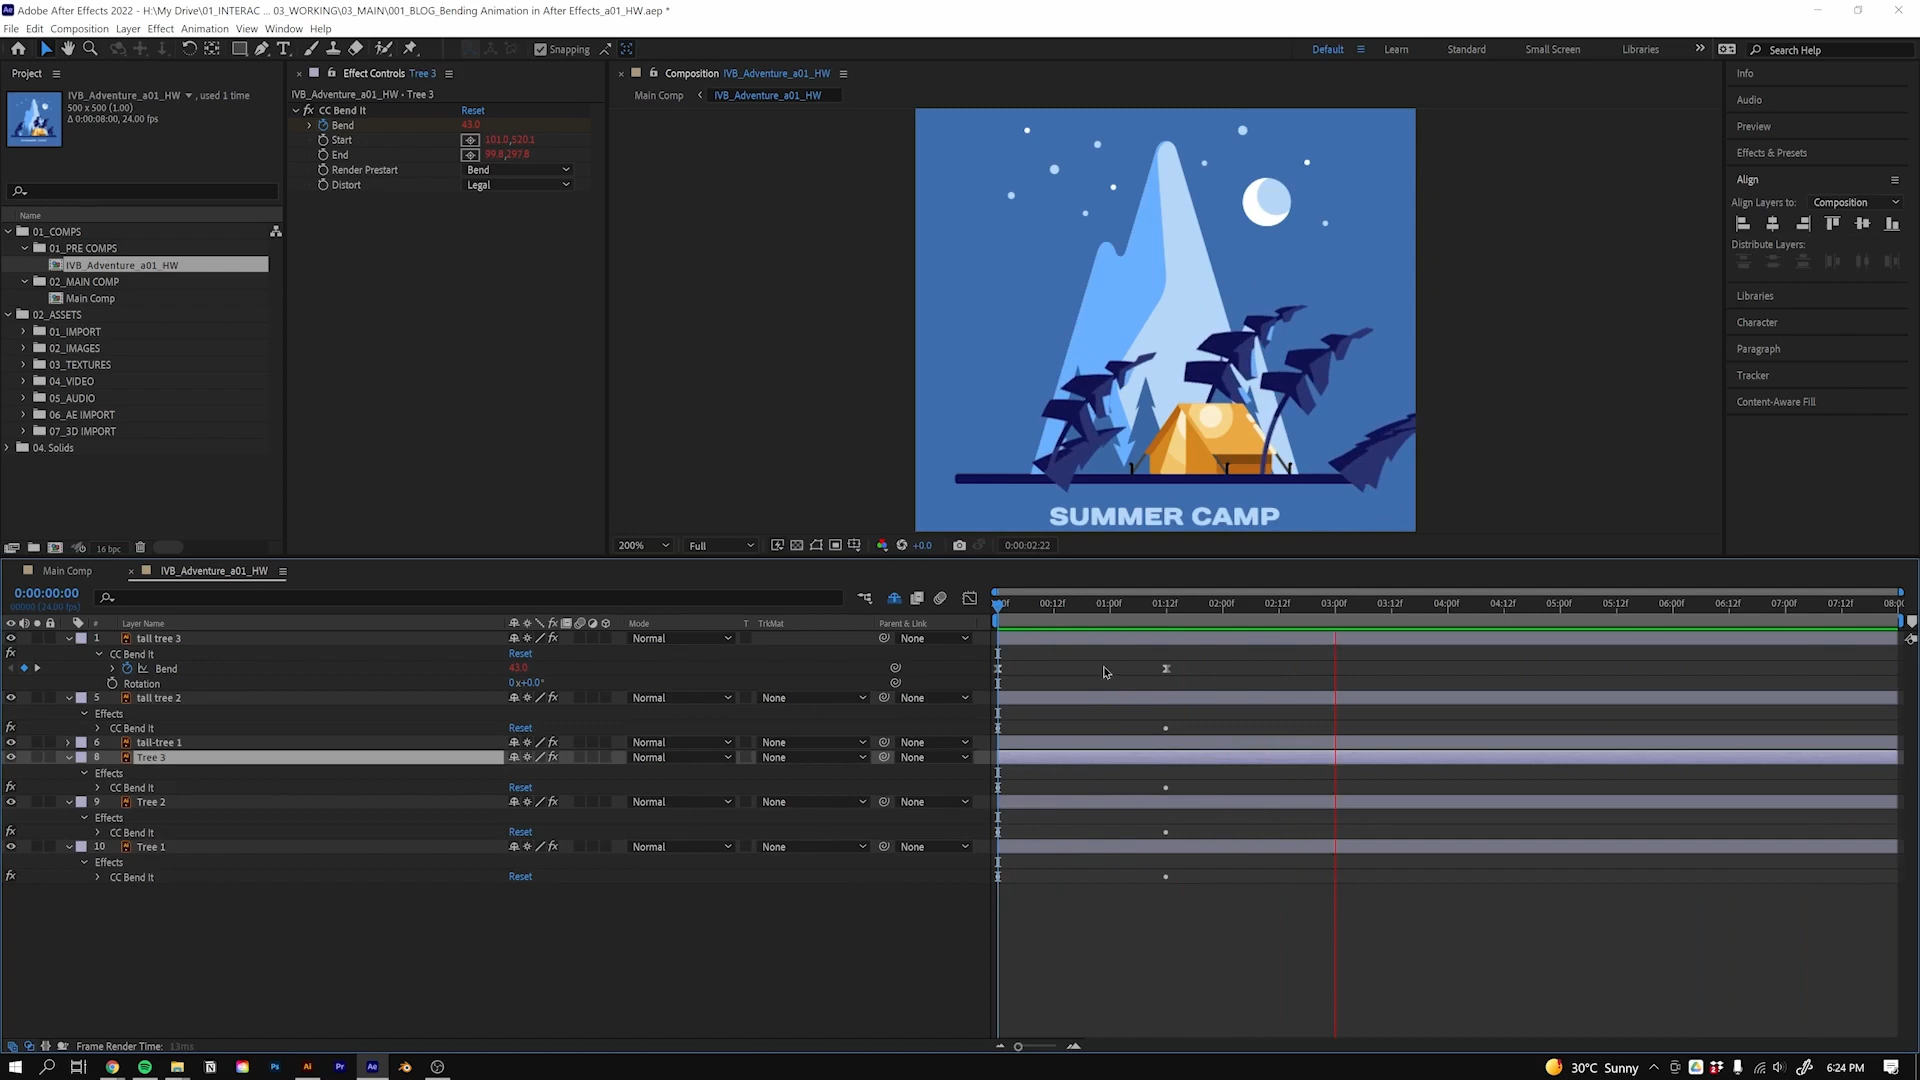 Adobe After Effects 2022 - H:\My Drive\01_INTERAC ... 03_WORKING\03_MAIN\001_BLOG_Bending Animation in After Effects_a01_HW.aep *
File Edit Composition Layer Effect Animation View Window Help
Snapping Default Learn Standard Small Screen Libraries Search Help
Project
Effect Controls Tree 3
Composition IVB_Adventure_a01_HW
Info
IVB_Adventure_a01_HW , used 1 time
500 x 500 (1.00)
Δ 0:00:08:00, 24.00 fps
IVB_Adventure_a01_HW • Tree 3
Main Comp IVB_Adventure_a01_HW
fx CC Bend It Reset
Bend 43.0
Start 101.0,520.1
End 99.8,297.8
Render Prestart Bend
Distort Legal
Audio
Preview
Effects & Presets
Align
Align Layers to: Composition
Distribute Layers:
Libraries
Character
Paragraph
Tracker
Content-Aware Fill
Name
01_COMPS
01_PRE COMPS
IVB_Adventure_a01_HW
02_MAIN COMP
Main Comp
02_ASSETS
01_IMPORT
02_IMAGES
03_TEXTURES
04_VIDEO
05_AUDIO
06_AE IMPORT
07_3D IMPORT
04. Solids
SUMMER CAMP
16 bpc
200% Full +0.0 0:00:02:22
Main Comp IVB_Adventure_a01_HW
0:00:00:00
00000 (24.00 fps)
00:12f 01:00f 01:12f 02:00f 02:12f 03:00f 03:12f 04:00f 04:12f 05:00f 05:12f 06:00f 06:12f 07:00f 07:12f 08:00
# Layer Name Mode T TrkMat Parent & Link
1 tall tree 3 Normal None
fx CC Bend It Reset
Bend 43.0
Rotation 0x+0.0°
5 tall tree 2 Normal None None
Effects
fx CC Bend It Reset
6 tall-tree 1 Normal None None
8 Tree 3 Normal None None
Effects
fx CC Bend It Reset
9 Tree 2 Normal None None
Effects
fx CC Bend It Reset
10 Tree 1 Normal None None
Effects
fx CC Bend It Reset
Frame Render Time: 13ms
Ps Ai Pr Ae 30°C Sunny 6:24 PM